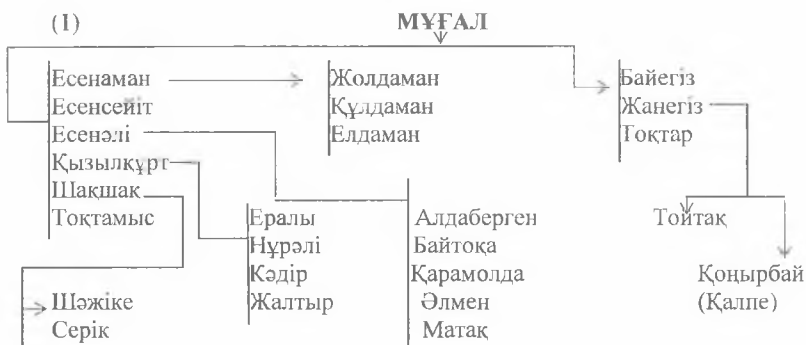 (1) МҰҒАЛ
Есенаман
Есенсейіт
Есенәлі
Қызылқұрт
Шақшақ
Тоқтамыс
Жолдаман
Құлдаман
Елдаман
Байегіз
Жанегіз
Тоқтар
Ералы
Нұрәлі
Кәдір
Жалтыр
Алдаберген
Байтоқа
Қарамолда
Әлмен
Матақ
Тойтақ
Қоңырбай
(Қалпе)
Шәжіке
Серік